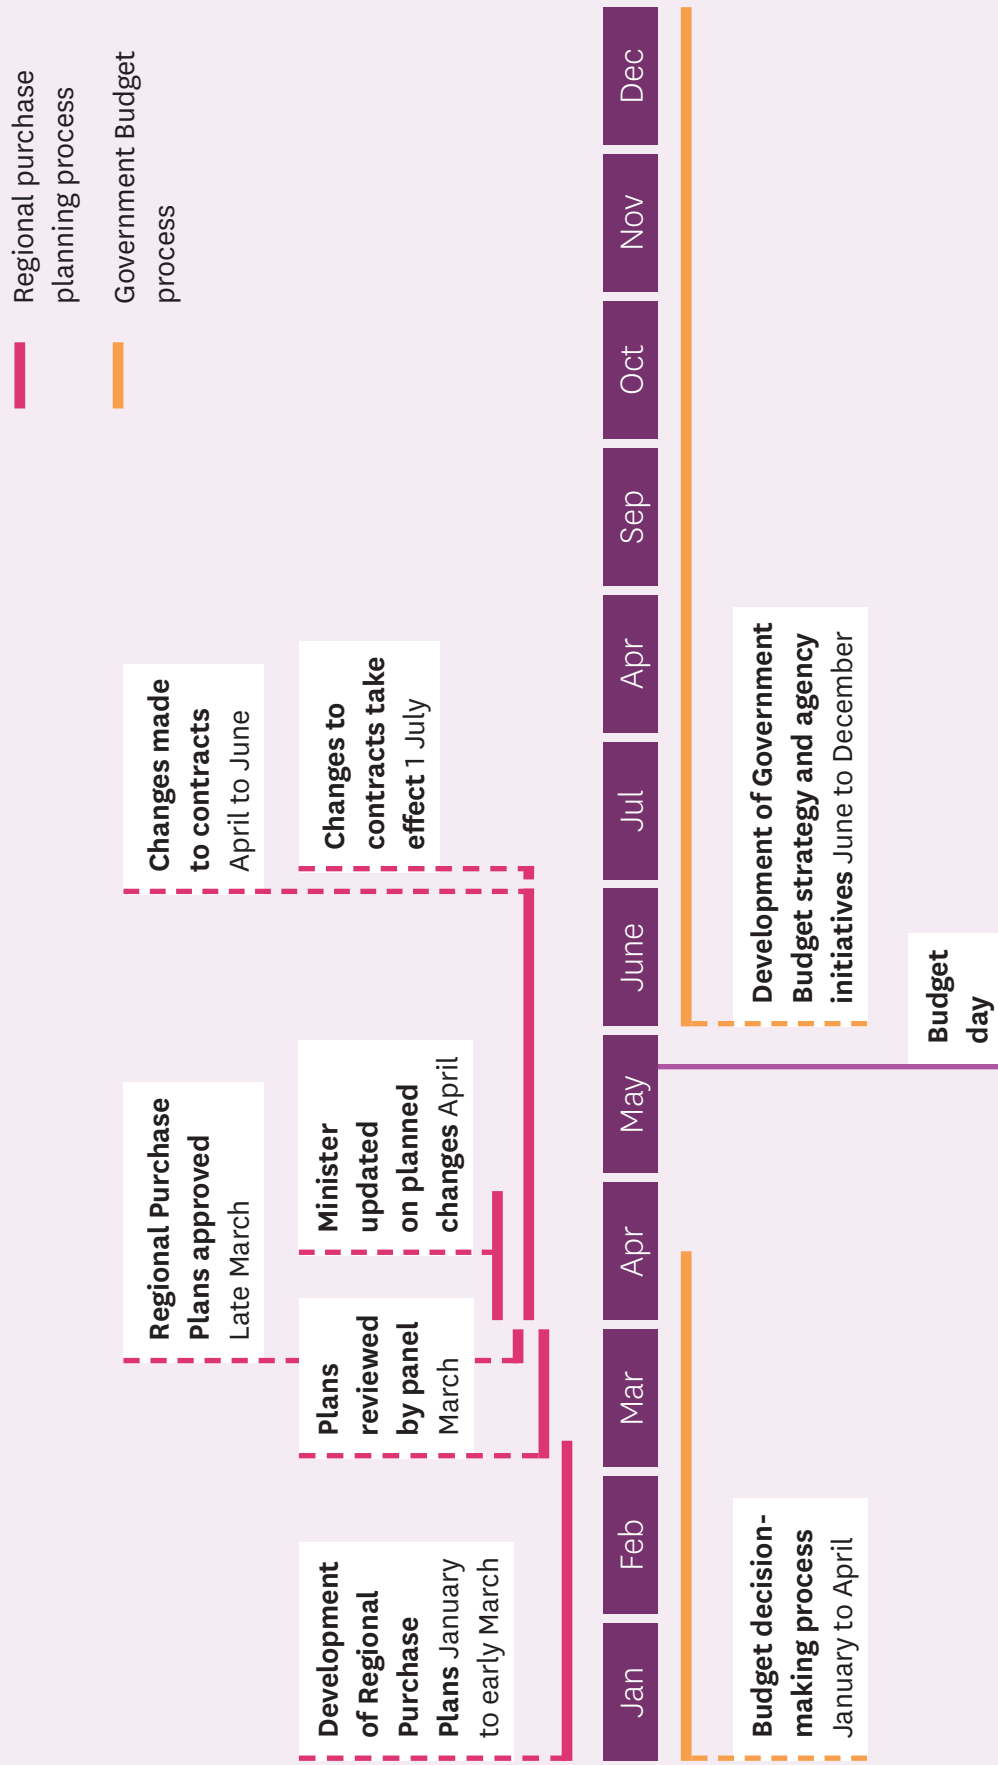 Regional purchase
planning process
Government Budget
process
Changes made
to contracts
April to June
Regional Purchase
Plans approved
Late March
Development
of Regional
Purchase
Plans January
to early March
Plans
reviewed
by panel
March
Minister
updated
on planned
changes April
Changes to
contracts take
effect 1 July
Jan
Feb
Mar
Apr
May
June
Jul
Apr
Sep
Oct
Nov
Dec
Budget decision-
making process
January to April
Development of Government
Budget strategy and agency
initiatives June to December
Budget
day